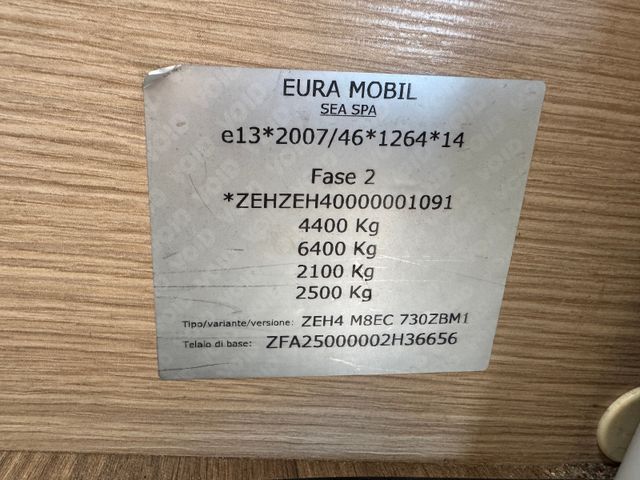 EURA MOBIL
SEA SPA
e13*2007/46*1264*14
Fase 2
*ZEHZEH40000001091
4400 Kg
6400 Kg
2100 Kg
2500 Kg
Tipo/variante/versione: ZEH4 M8EC 730ZBM1
Telaio di base: ZFA25000002H36656